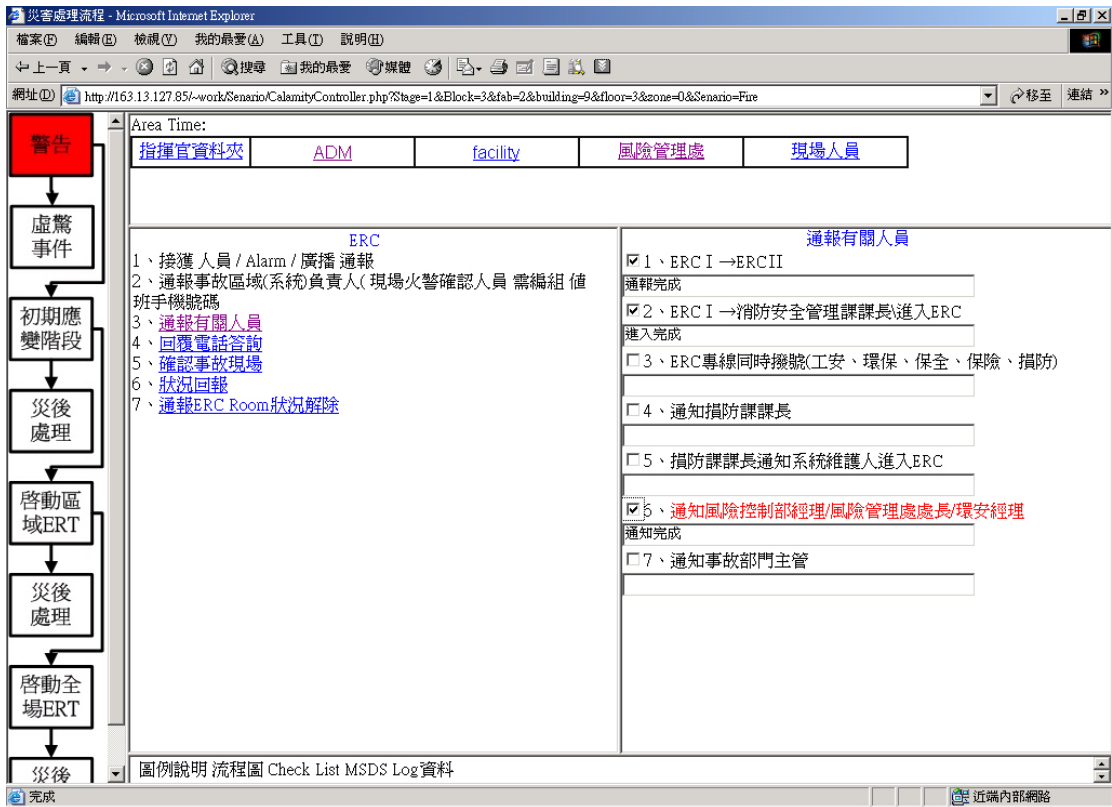 災害處理流程 - Microsoft Internet Explorer
檔案(F) 編輯(E) 檢視(V) 我的最愛(A) 工具(T) 說明(H)
上一頁 搜尋 我的最愛 媒體
網址(D) http://163.13.127.85/~work/Senario/CalamityController.php?Stage=1&Block=3&fab=2&building=9&floor=3&zone=0&Senario=Fire 移至 連結 »
警告
虛驚
事件
初期應
變階段
災後
處理
啓動區
域ERT
災後
處理
啓動全
場ERT
災後
Area Time:
指揮官資料夾 ADM facility 風險管理處 現場人員
ERC
1、接獲 人員 / Alarm / 廣播 通報
2、通報事故區域(系統)負責人( 現場火警確認人員 需編組 值
班手機號碼
3、通報有關人員
4、回覆電話答詢
5、確認事故現場
6、狀況回報
7、通報ERC Room狀況解除
通報有關人員
1、ERC I →ERCII
通報完成
2、ERC I →消防安全管理課課長\進入ERC
進入完成
3、ERC專線同時撥號(工安、環保、保全、保險、損防)
4、通知損防課課長
5、損防課課長通知系統維護人進入ERC
6、通知風險控制部經理/風險管理處處長/環安經理
通知完成
7、通知事故部門主管
圖例說明 流程圖 Check List MSDS Log資料
完成 近端內部網路